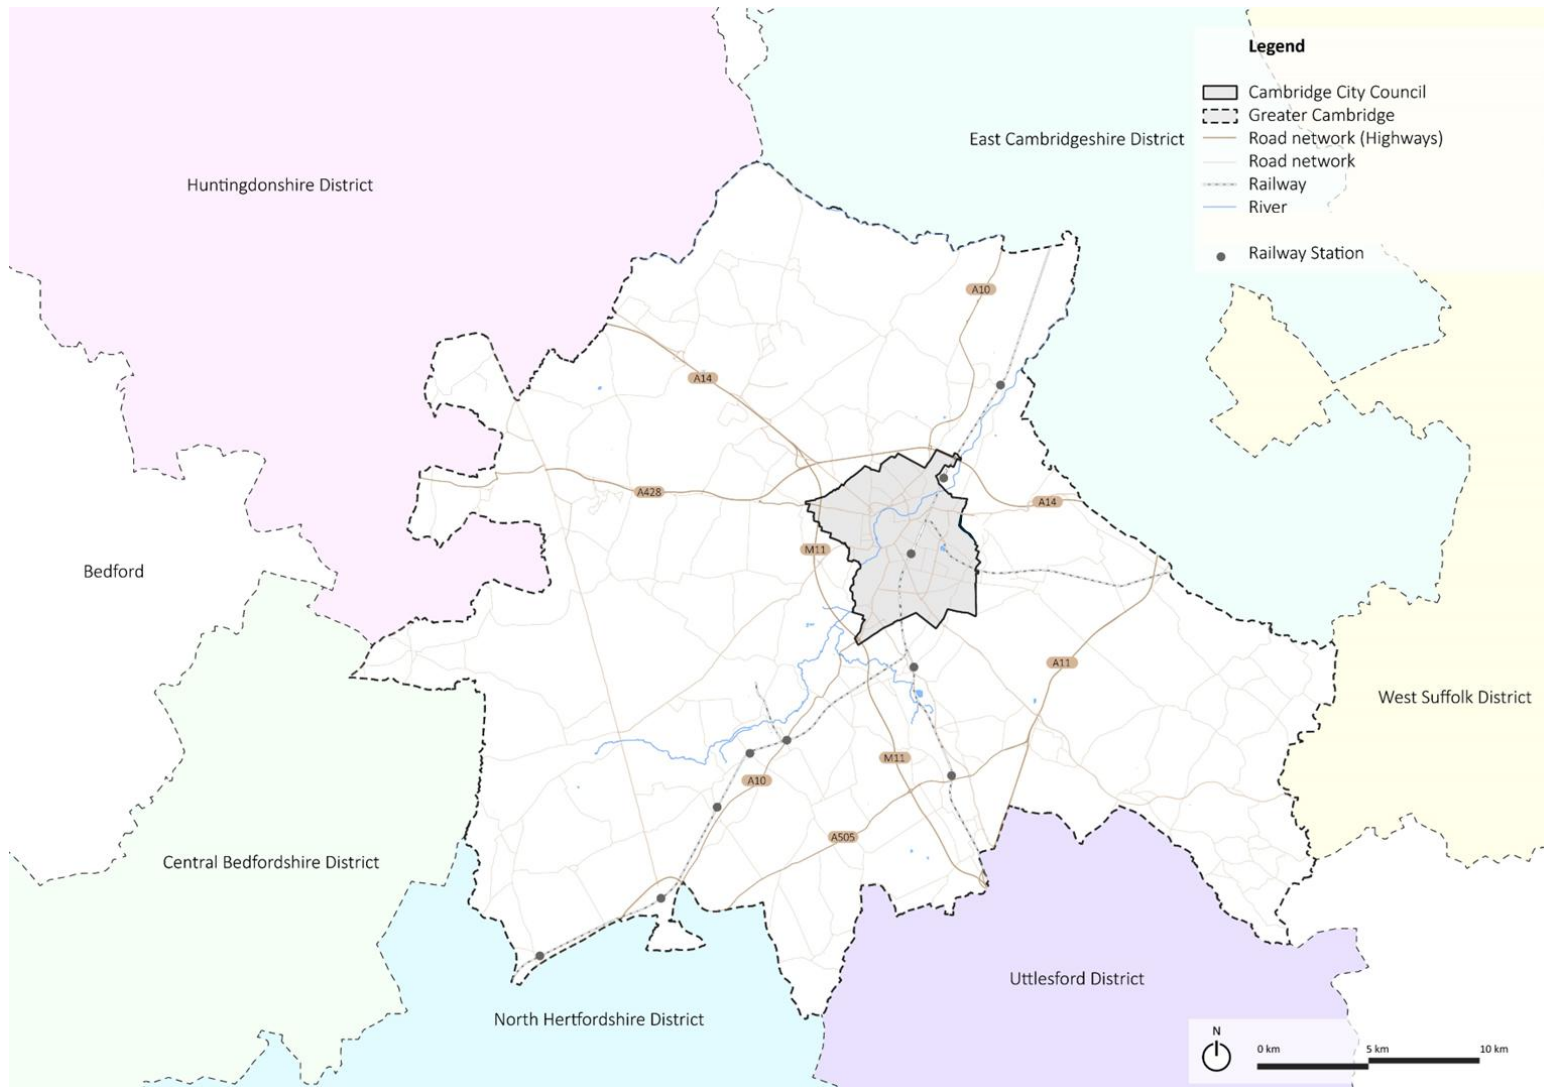 Legend
Cambridge City Council
Greater Cambridge
Road network (Highways)
Road network
Railway
River
Railway Station
East Cambridgeshire District
Huntingdonshire District
A10
A14
A428
A14
M11
Bedford
A11
West Suffolk District
M11
A10
A505
Central Bedfordshire District
Uttlesford District
North Hertfordshire District
N
0 km 5 km 10 km